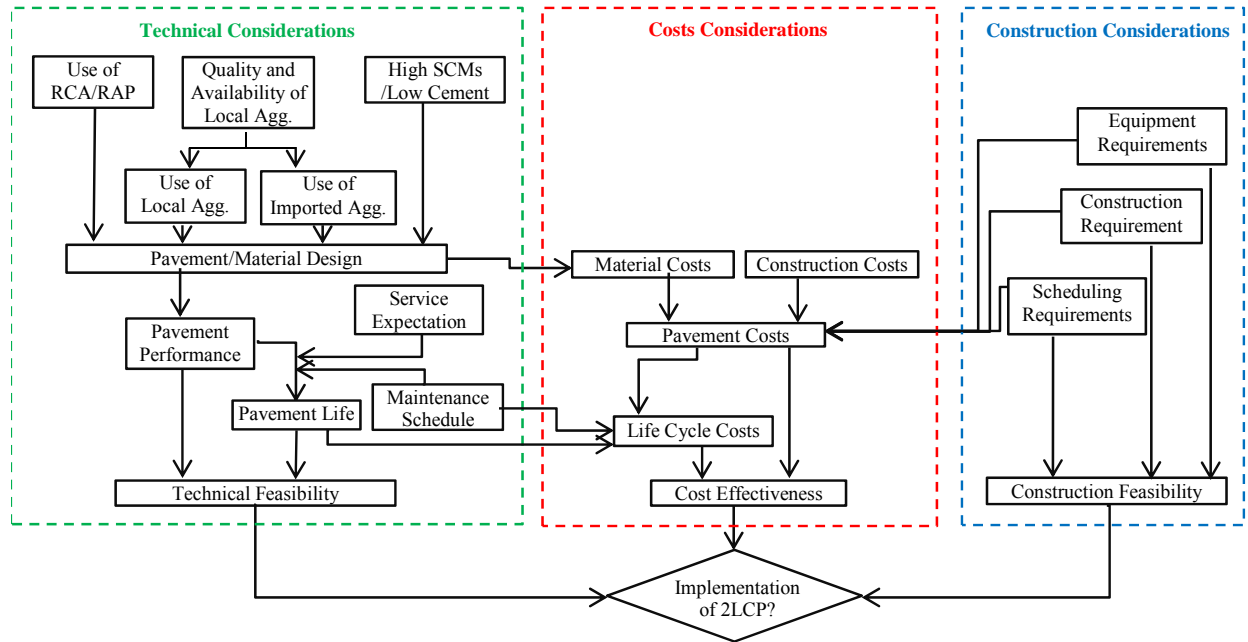 Technical Considerations
Use of
RCA/RAP
Quality and
Availability of
Local Agg.
High SCMs
/Low Cement
Use of
Local Agg.
Use of
Imported Agg.
Pavement/Material Design
Service
Expectation
Pavement
Performance
Maintenance
Schedule
Pavement Life
Technical Feasibility
Costs Considerations
Material Costs
Construction Costs
Pavement Costs
Life Cycle Costs
Cost Effectiveness
Construction Considerations
Equipment
Requirements
Construction
Requirement
Scheduling
Requirements
Construction Feasibility
Implementation
of 2LCP?